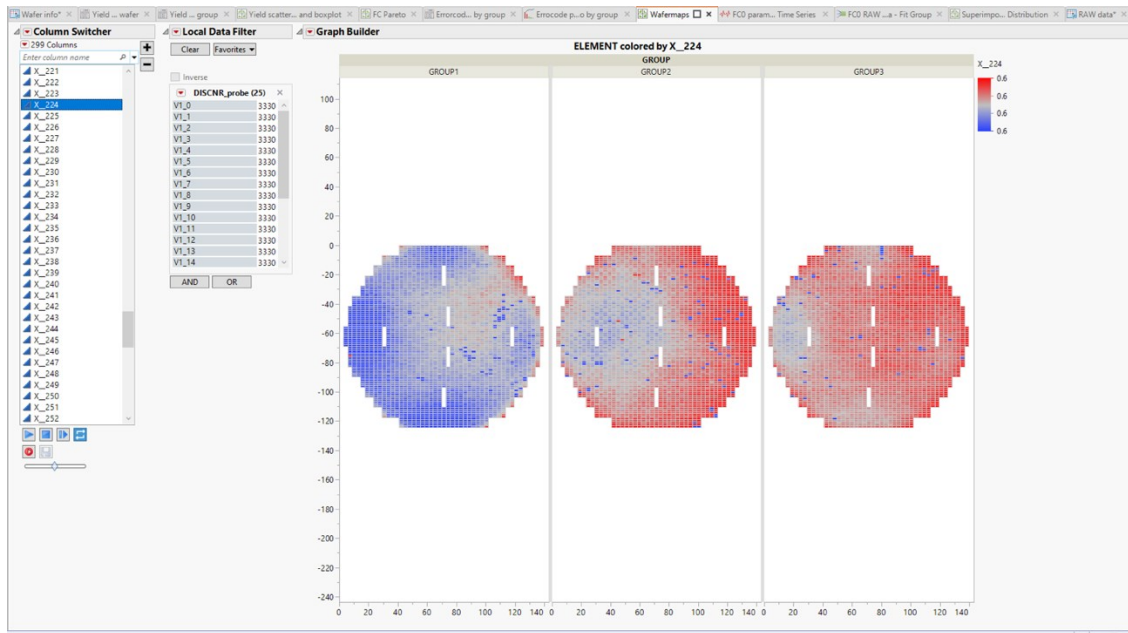 Wafer info*
Yield ... wafer
Yield ... group
Yield scatter... and boxplot
FC Pareto
Errorcod... by group
Errocode p...o by group
Wafermaps
FC0 param... Time Series
FC0 RAW ...a - Fit Group
Superimpo... Distribution
RAW data*
Column Switcher
299 Columns
Enter column name
X__221
X__222
X__223
X__224
X__225
X__226
X__227
X__228
X__229
X__230
X__231
X__232
X__233
X__234
X__235
X__236
X__237
X__238
X__239
X__240
X__241
X__242
X__243
X__244
X__245
X__246
X__247
X__248
X__249
X__250
X__251
X__252
Local Data Filter
Clear Favorites
Inverse
DISCNR_probe (25)
V1_0 3330
V1_1 3330
V1_2 3330
V1_3 3330
V1_4 3330
V1_5 3330
V1_6 3330
V1_7 3330
V1_8 3330
V1_9 3330
V1_10 3330
V1_11 3330
V1_12 3330
V1_13 3330
V1_14 3330
AND OR
Graph Builder
ELEMENT colored by X__224
GROUP
GROUP1 GROUP2 GROUP3
100
80
60
40
20
0
-20
-40
-60
-80
-100
-120
-140
-160
-180
-200
-220
-240
0 20 40 60 80 100 120 140 0 20 40 60 80 100 120 140 0 20 40 60 80 100 120 140
X__224
0.6
0.6
0.6
0.6